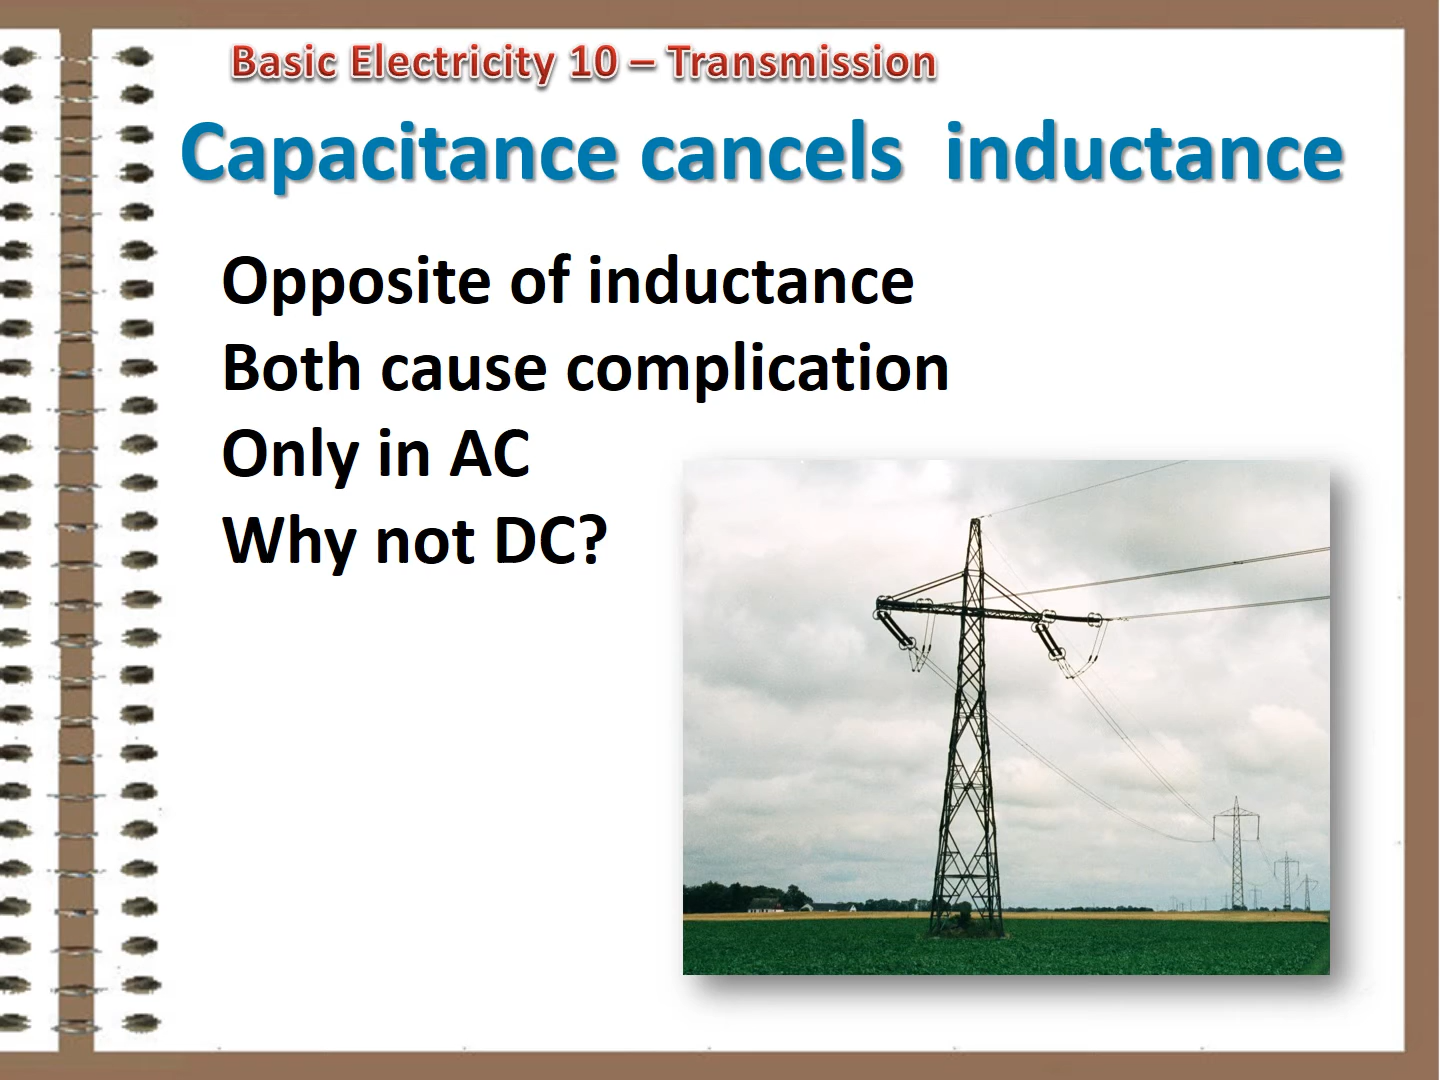 Basic Electricity 10 – Transmission
Capacitance cancels inductance
Opposite of inductance
Both cause complication
Only in AC
Why not DC?